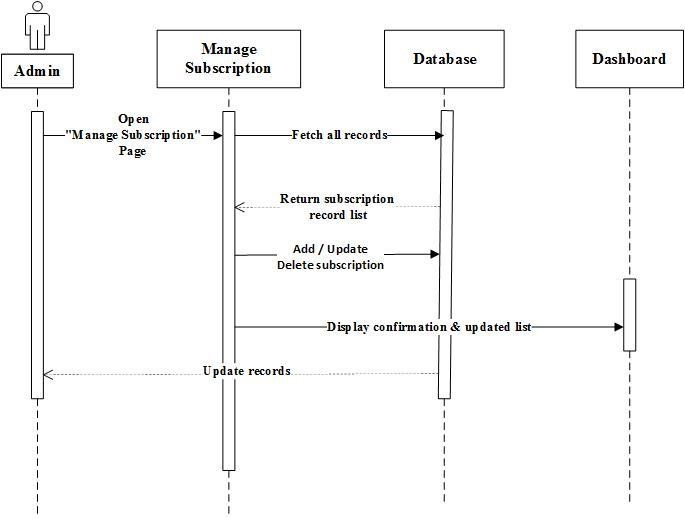 Admin
Manage
Subscription
Database
Dashboard
Open
"Manage Subscription"
Page
Fetch all records
Return subscription
record list
Add / Update
Delete subscription
Display confirmation & updated list
Update records